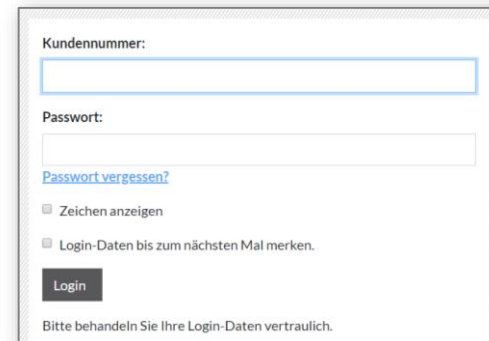 Kundennummer:
Passwort:
Passwort vergessen?
Zeichen anzeigen
Login-Daten bis zum nächsten Mal merken.
Login
Bitte behandeln Sie Ihre Login-Daten vertraulich.